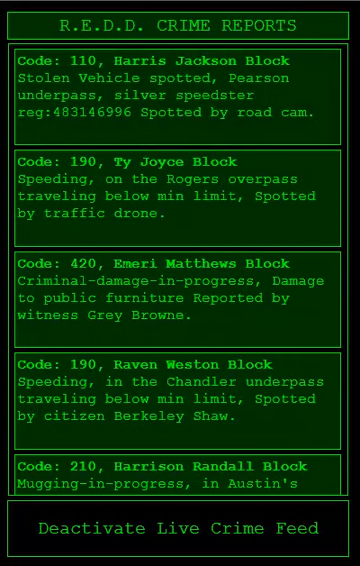 R.E.D.D. CRIME REPORTS
Code: 110, Harris Jackson Block
Stolen Vehicle spotted, Pearson
underpass, silver speedster
reg:483146996 Spotted by road cam.
Code: 190, Ty Joyce Block
Speeding, on the Rogers overpass
traveling below min limit, Spotted
by traffic drone.
Code: 420, Emeri Matthews Block
Criminal-damage-in-progress, Damage
to public furniture Reported by
witness Grey Browne.
Code: 190, Raven Weston Block
Speeding, in the Chandler underpass
traveling below min limit, Spotted
by citizen Berkeley Shaw.
Code: 210, Harrison Randall Block
Mugging-in-progress, in Austin's
Deactivate Live Crime Feed